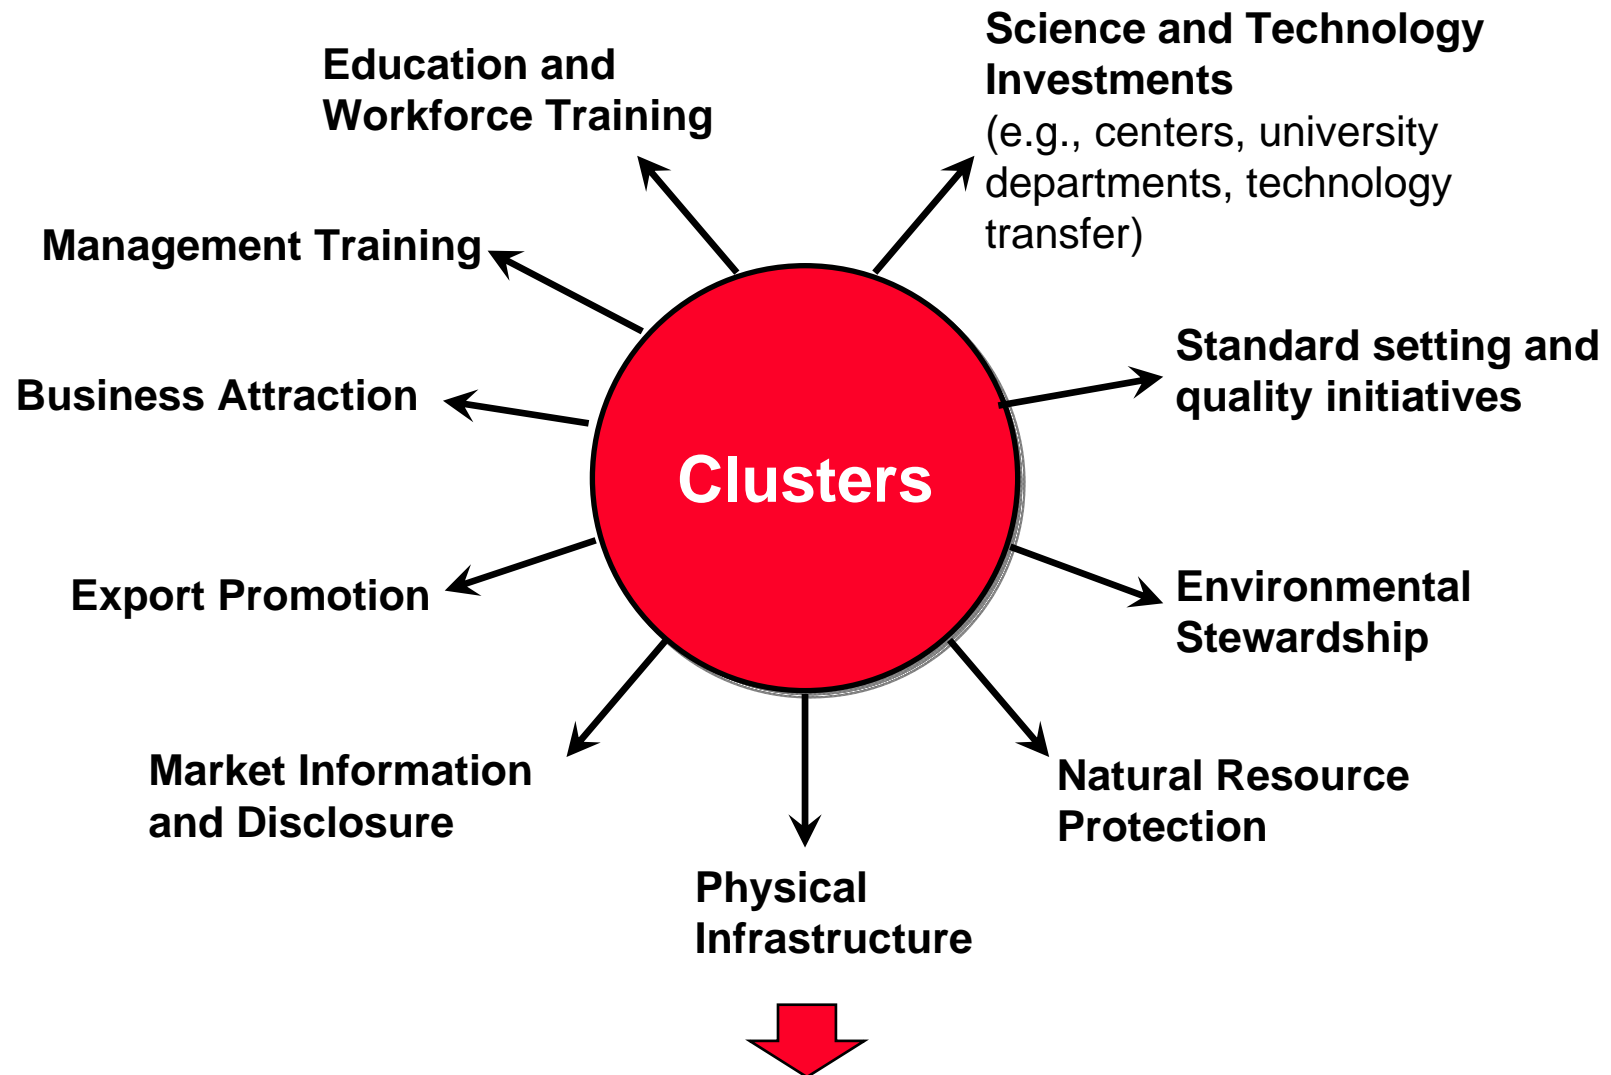 Science and Technology
Investments
(e.g., centers, university
departments, technology
transfer)
Education and
Workforce Training
Management Training
Standard setting and
quality initiatives
Business Attraction
Clusters
Export Promotion
Environmental
Stewardship
Market Information
and Disclosure
Natural Resource
Protection
Physical
Infrastructure